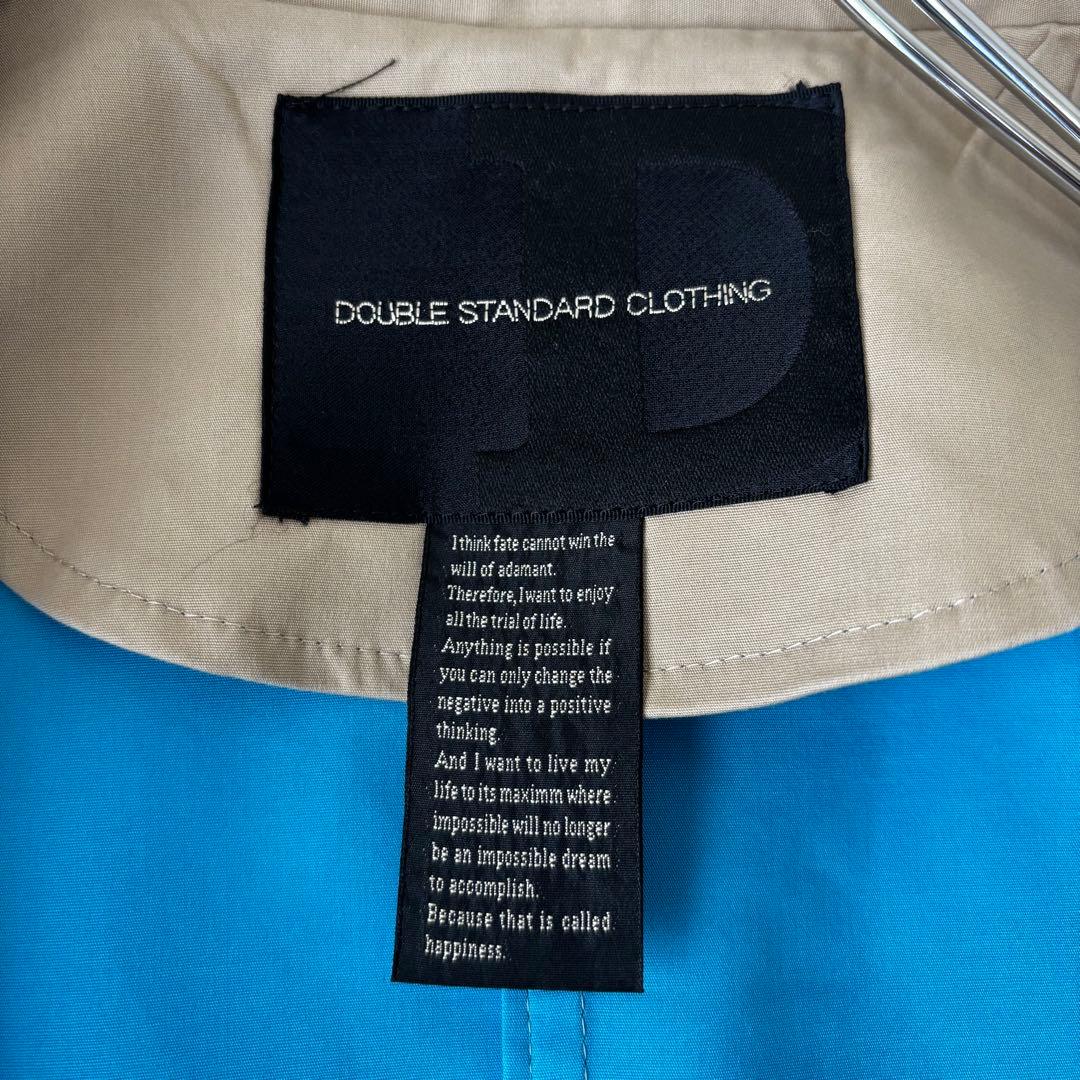 DOUBLE STANDARD CLOTHING
I think fate cannot win the
will of adamant.
Therefore, I want to enjoy
all the trial of life.
Anything is possible if
you can only change the
negative into a positive
thinking.
And I want to live my
life to its maximm where
impossible will no longer
be an impossible dream
to accomplish.
Because that is called
happiness.